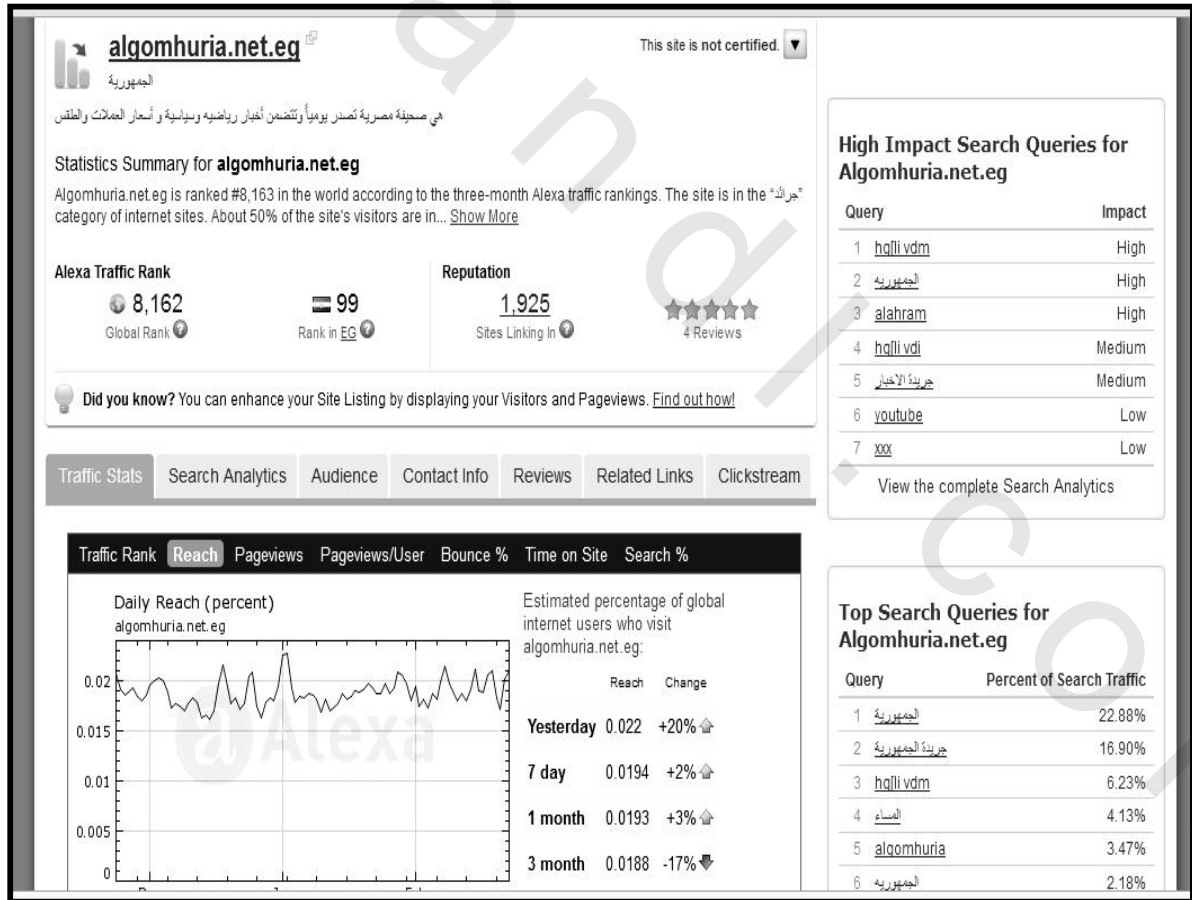 algomhuria.net.eg
This site is not certified.
الجمهورية
هي صحيفة مصرية تصدر يومياً وتتضمن أخبار رياضيه وسياسية و أسعار العملات والطقس
Statistics Summary for algomhuria.net.eg
Algomhuria.net.eg is ranked #8,163 in the world according to the three-month Alexa traffic rankings. The site is in the "جرائد"
category of internet sites. About 50% of the site's visitors are in... Show More
Alexa Traffic Rank
8,162
Global Rank ?
99
Rank in EG ?
Reputation
1,925
Sites Linking In ?
4 Reviews
Did you know? You can enhance your Site Listing by displaying your Visitors and Pageviews. Find out how!
Traffic Stats Search Analytics Audience Contact Info Reviews Related Links Clickstream
Traffic Rank Reach Pageviews Pageviews/User Bounce % Time on Site Search %
Daily Reach (percent)
algomhuria.net.eg
0.02
0.015
0.01
0.005
0
a Alexa
Estimated percentage of global
internet users who visit
algomhuria.net.eg:
Reach Change
Yesterday 0.022 +20%
7 day 0.0194 +2%
1 month 0.0193 +3%
3 month 0.0188 -17%
High Impact Search Queries for
Algomhuria.net.eg
Query Impact
1 hq[li vdm High
2 الجمهوريه High
3 alahram High
4 hq[li vdi Medium
5 جريدة الاخبار Medium
6 youtube Low
7 xxx Low
View the complete Search Analytics
Top Search Queries for
Algomhuria.net.eg
Query Percent of Search Traffic
1 الجمهورية 22.88%
2 جريدة الجمهورية 16.90%
3 hq[li vdm 6.23%
4 المساء 4.13%
5 algomhuria 3.47%
6 الجمهوريه 2.18%